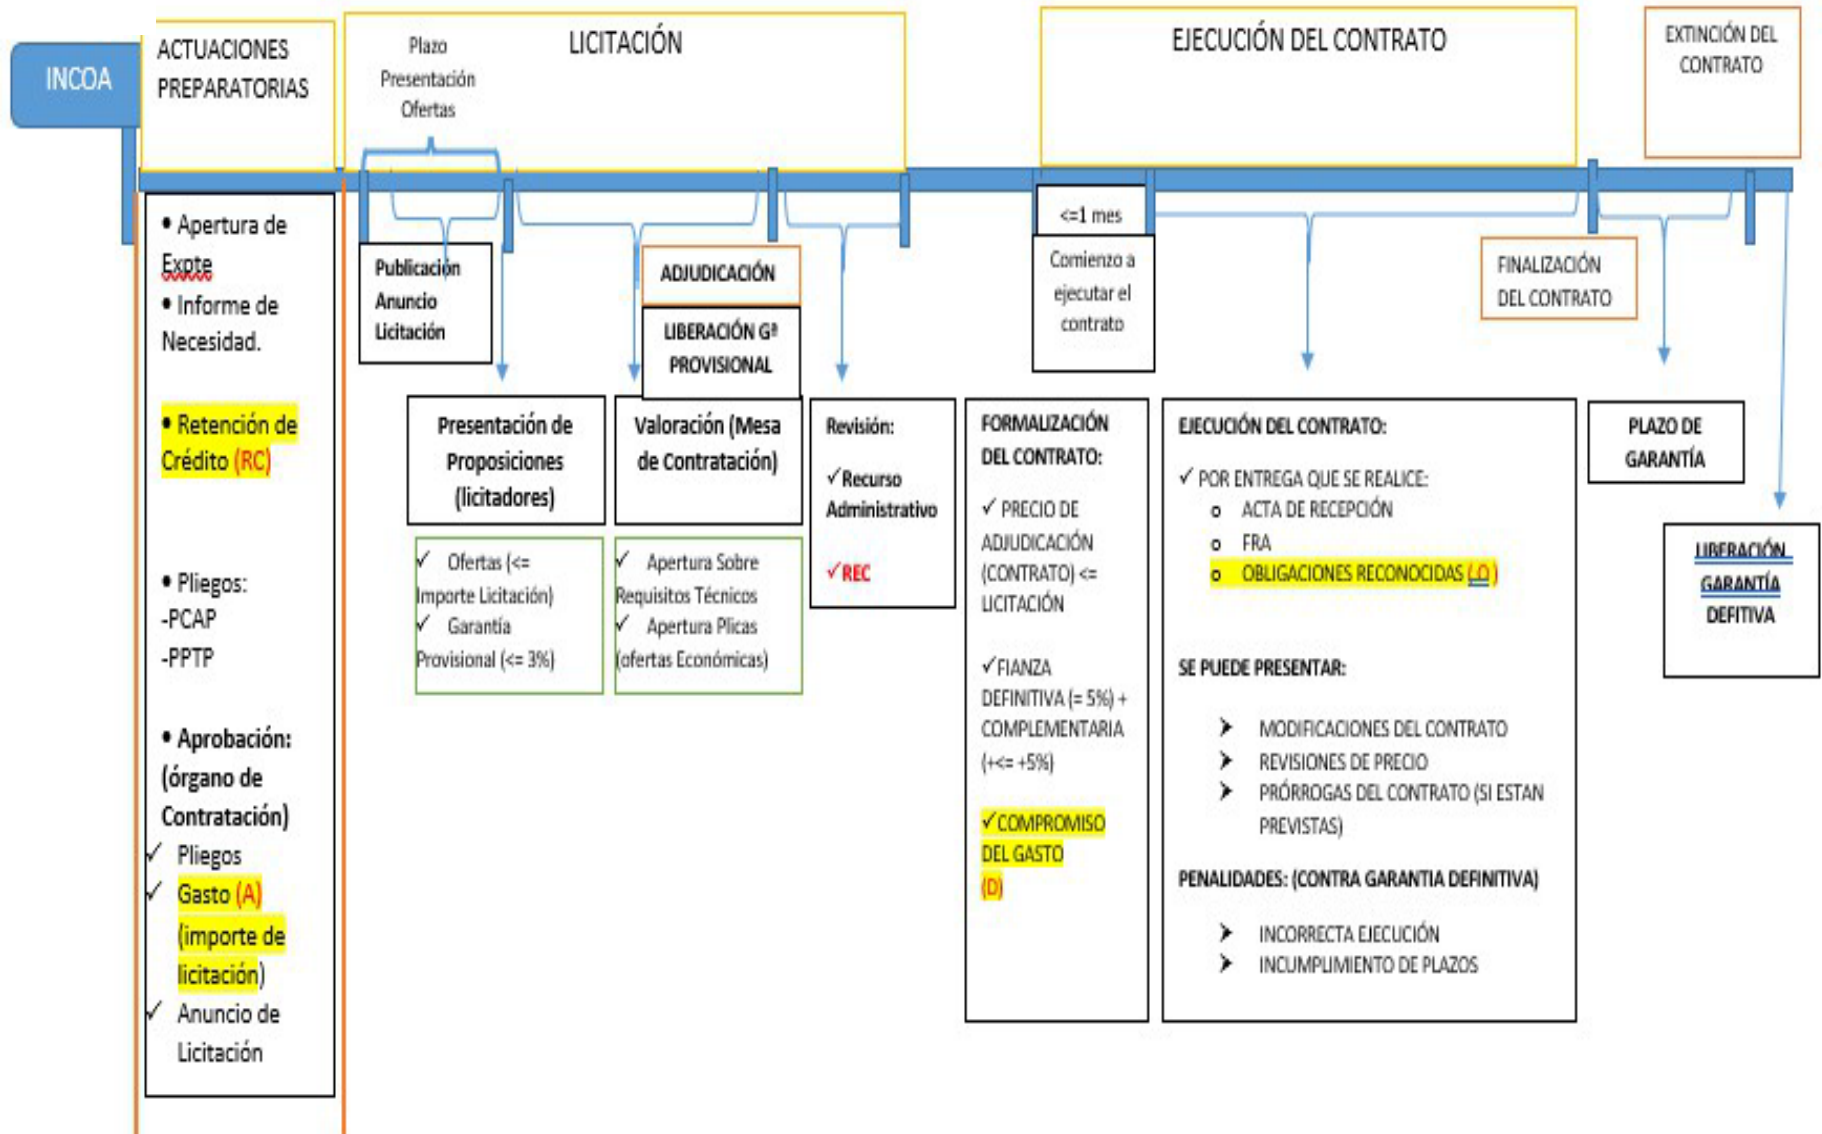 INCOA
ACTUACIONES
PREPARATORIAS
Plazo
Presentación
Ofertas
LICITACIÓN
EJECUCIÓN DEL CONTRATO
EXTINCIÓN DEL
CONTRATO
• Apertura de
Expte
• Informe de
Necesidad.
• Retención de
Crédito (RC)
• Pliegos:
-PCAP
-PPTP
• Aprobación:
(órgano de
Contratación)
✓ Pliegos
✓ Gasto (A)
(importe de
licitación)
✓ Anuncio de
Licitación
Publicación
Anuncio
Licitación
Presentación de
Proposiciones
(licitadores)
✓ Ofertas (<=
Importe Licitación)
✓ Garantía
Provisional (<= 3%)
ADJUDICACIÓN
LIBERACIÓN Gª
PROVISIONAL
Valoración (Mesa
de Contratación)
✓ Apertura Sobre
Requisitos Técnicos
✓ Apertura Plicas
(ofertas Económicas)
Revisión:
✓Recurso
Administrativo
✓REC
FORMALIZACIÓN
DEL CONTRATO:
✓ PRECIO DE
ADJUDICACIÓN
(CONTRATO) <=
LICITACIÓN
✓FIANZA
DEFINITIVA (= 5%) +
COMPLEMENTARIA
(+<= +5%)
✓COMPROMISO
DEL GASTO
(D)
<=1 mes
Comienzo a
ejecutar el
contrato
EJECUCIÓN DEL CONTRATO:
✓ POR ENTREGA QUE SE REALICE:
o ACTA DE RECEPCIÓN
o FRA
o OBLIGACIONES RECONOCIDAS ( O )
SE PUEDE PRESENTAR:
➤ MODIFICACIONES DEL CONTRATO
➤ REVISIONES DE PRECIO
➤ PRÓRROGAS DEL CONTRATO (SI ESTAN
PREVISTAS)
PENALIDADES: (CONTRA GARANTIA DEFINITIVA)
➤ INCORRECTA EJECUCIÓN
➤ INCUMPLIMIENTO DE PLAZOS
FINALIZACIÓN
DEL CONTRATO
PLAZO DE
GARANTÍA
LIBERACIÓN
GARANTÍA
DEFITIVA